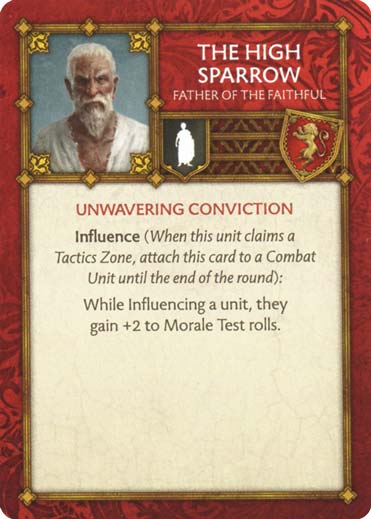 THE HIGH
SPARROW
FATHER OF THE FAITHFUL
UNWAVERING CONVICTION
Influence (When this unit claims a
Tactics Zone, attach this card to a Combat
Unit until the end of the round):
While Influencing a unit, they
gain +2 to Morale Test rolls.